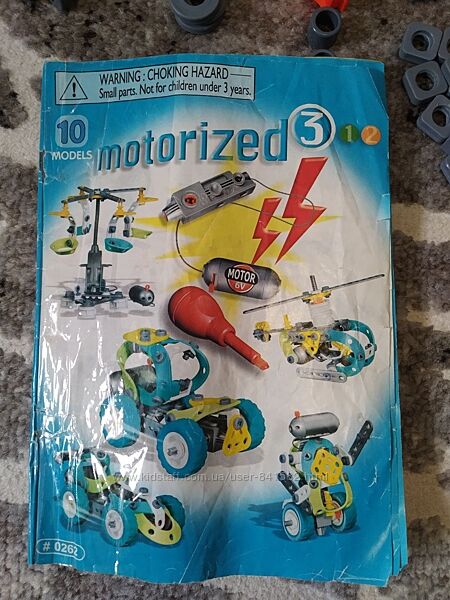 WARNING : CHOKING HAZARD
Small parts. Not for children under 3 years.
10
MODELS
motorized 3 1 2
MOTOR
6V
# 0262